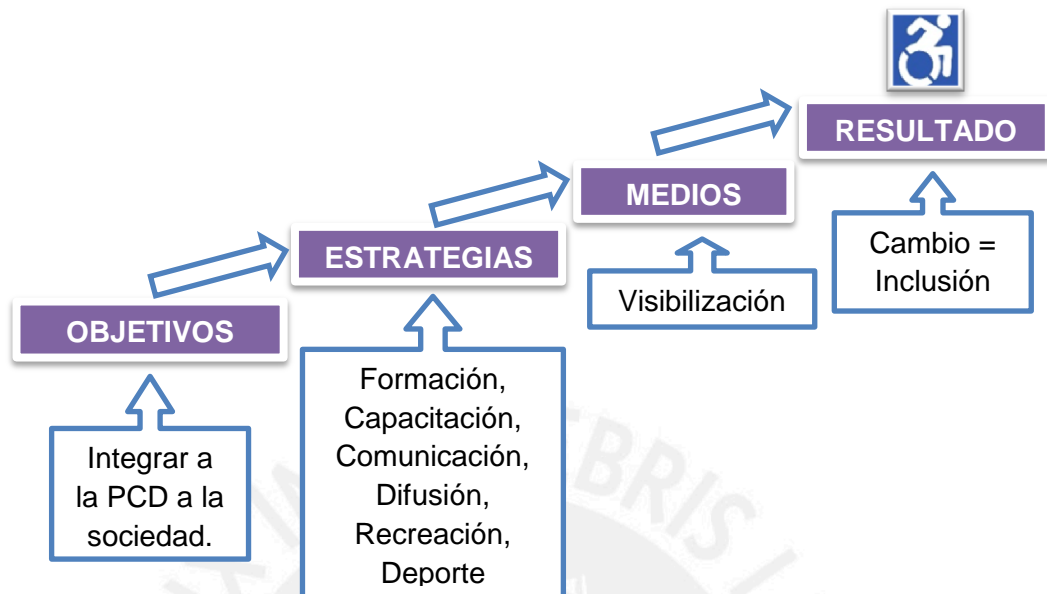 RESULTADO
MEDIOS
ESTRATEGIAS
OBJETIVOS
Cambio =
Inclusión
Visibilización
Formación,
Capacitación,
Comunicación,
Difusión,
Recreación,
Deporte
Integrar a
la PCD a la
sociedad.